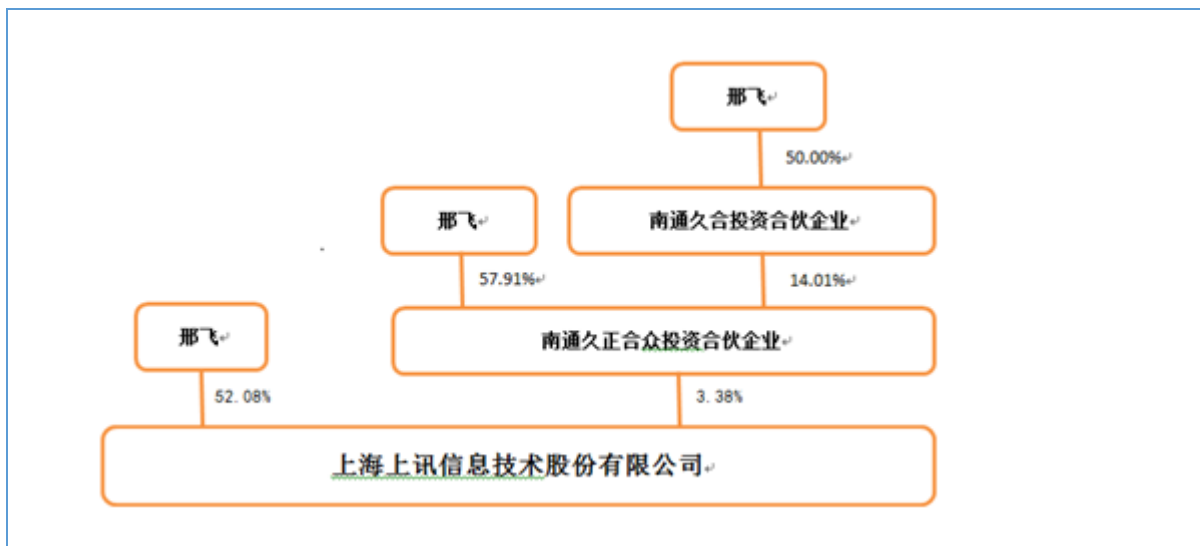 邢飞
50.00%
邢飞
南通久合投资合伙企业
57.91%
14.01%
邢飞
南通久正合众投资合伙企业
52.08%
3.38%
上海上讯信息技术股份有限公司